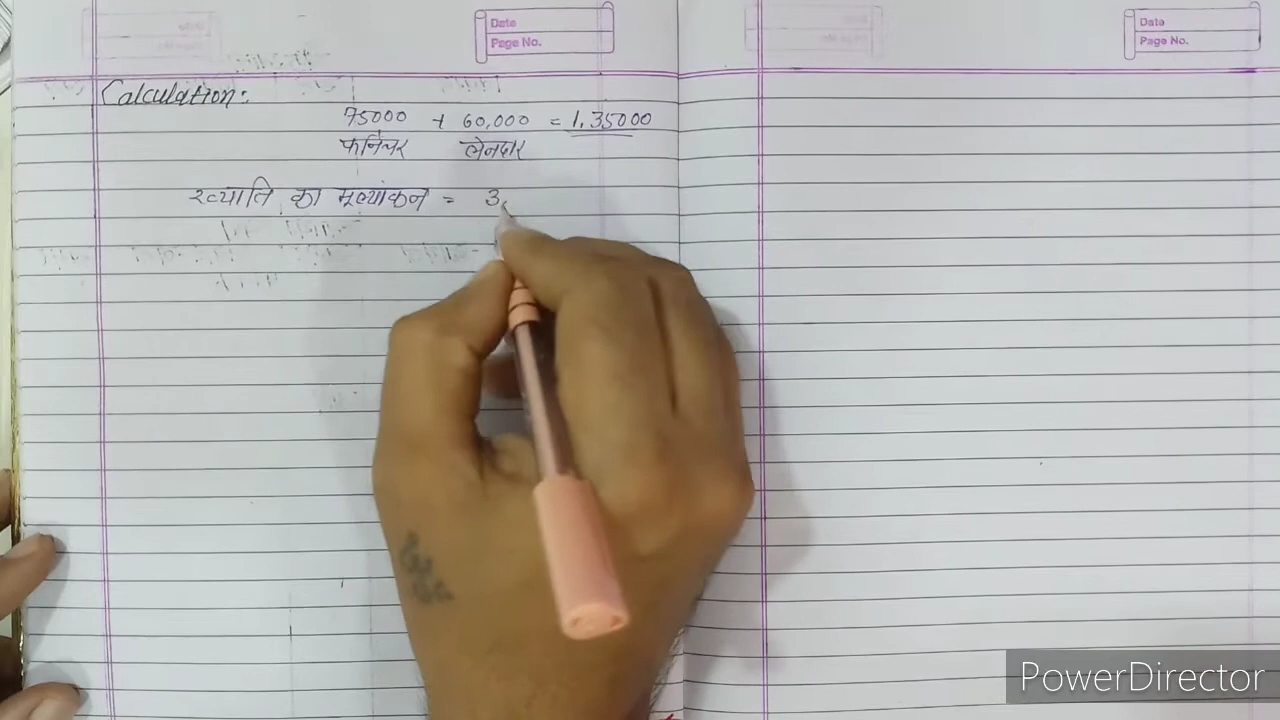 Date
Page No.
Date
Page No.
Calculation:
75000 + 60,000 = 1,35000
फर्निचर लेनदार
ख्याति का मूल्यांकन = 3
PowerDirector